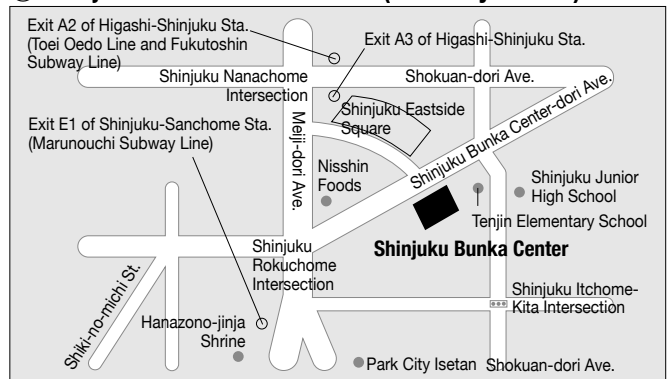 Exit A2 of Higashi-Shinjuku Sta.
(Toei Oedo Line and Fukutoshin
Subway Line)
Exit A3 of Higashi-Shinjuku Sta.
Shinjuku Nanachome
Intersection
Shokuan-dori Ave.
Shinjuku Eastside
Square
Exit E1 of Shinjuku-Sanchome Sta.
(Marunouchi Subway Line)
Meiji-dori Ave.
Shinjuku Bunka Center-dori Ave.
Nisshin
Foods
Shinjuku Junior
High School
Tenjin Elementary School
Shinjuku Bunka Center
Shinjuku
Rokuchome
Intersection
Shiki-no-michi St.
Shinjuku Itchome-
Kita Intersection
Hanazono-jinja
Shrine
Park City Isetan
Shokuan-dori Ave.